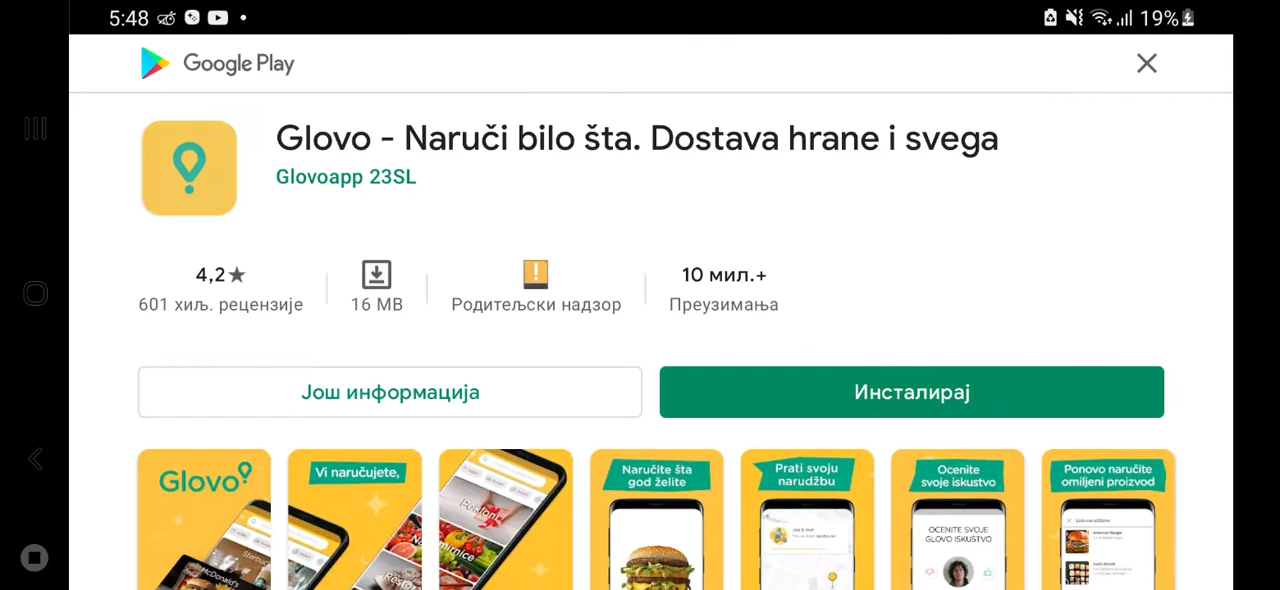 5:48
19%
Google Play
Glovo - Naruči bilo šta. Dostava hrane i svega
Glovoapp 23SL
4,2★
601 хиљ. рецензије
16 MB
Родитељски надзор
10 мил.+
Преузимања
Још информација
Инсталирај
Glovo
McDonald's
Vi naručujete,
Pokloni
Naručite šta
god želite
Prati svoju
narudžbu
Ocenite
svoje iskustvo
OCENITE SVOJE
GLOVO ISKUSTVO
Ponovo naručite
omiljeni proizvod